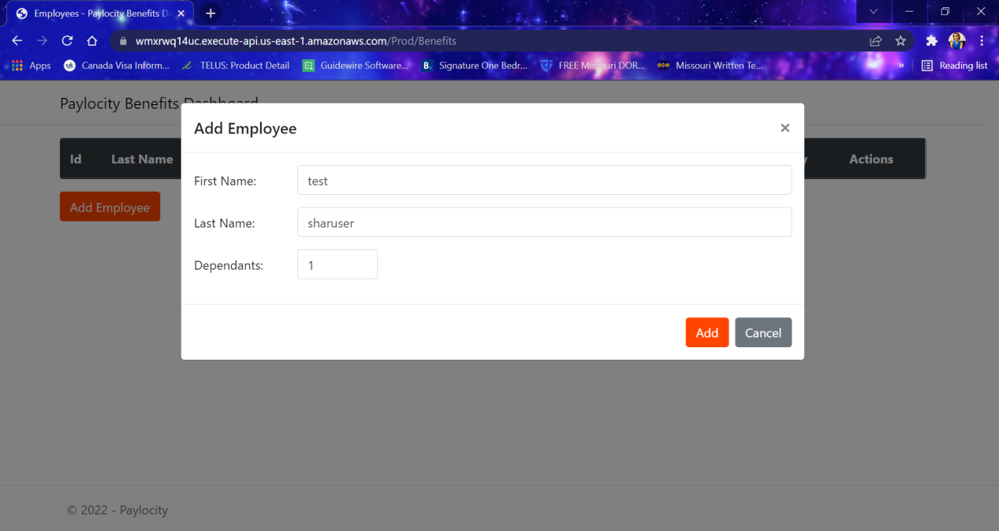 Employees - Paylocity Benefits D
wmxrwq14uc.execute-api.us-east-1.amazonaws.com/Prod/Benefits
Apps
Canada Visa Inform...
TELUS: Product Detail
Guidewire Software...
B. Signature One Bedr...
FREE Missouri DOR...
Missouri Written Te...
»
Reading list
Paylocity Benefits Dashboard
Add Employee ×
Id Last Name Actions
First Name: test
Add Employee
Last Name: sharuser
Dependants: 1
Add Cancel
© 2022 - Paylocity